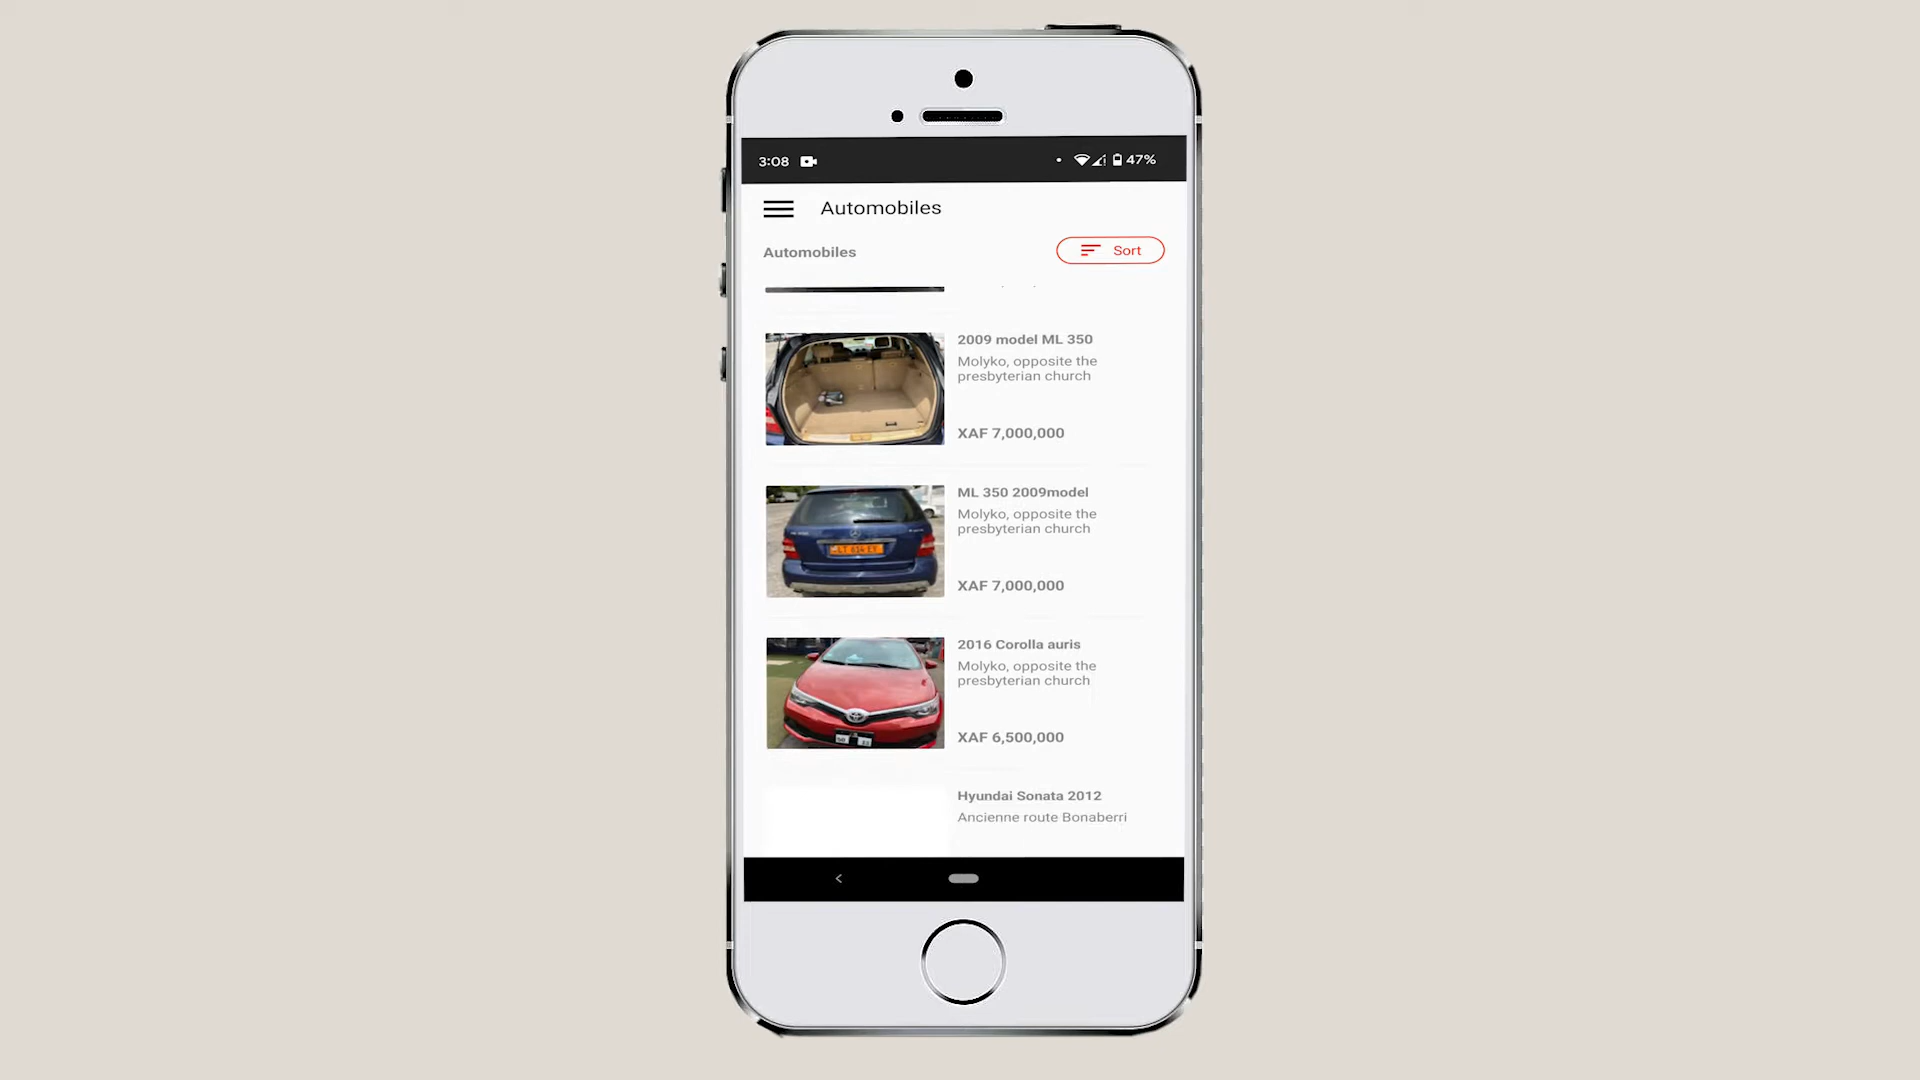 3:08
47%
Automobiles
Automobiles
Sort
2009 model ML 350
Molyko, opposite the
presbyterian church
XAF 7,000,000
ML 350 2009model
Molyko, opposite the
presbyterian church
XAF 7,000,000
2016 Corolla auris
Molyko, opposite the
presbyterian church
XAF 6,500,000
Hyundai Sonata 2012
Ancienne route Bonaberri